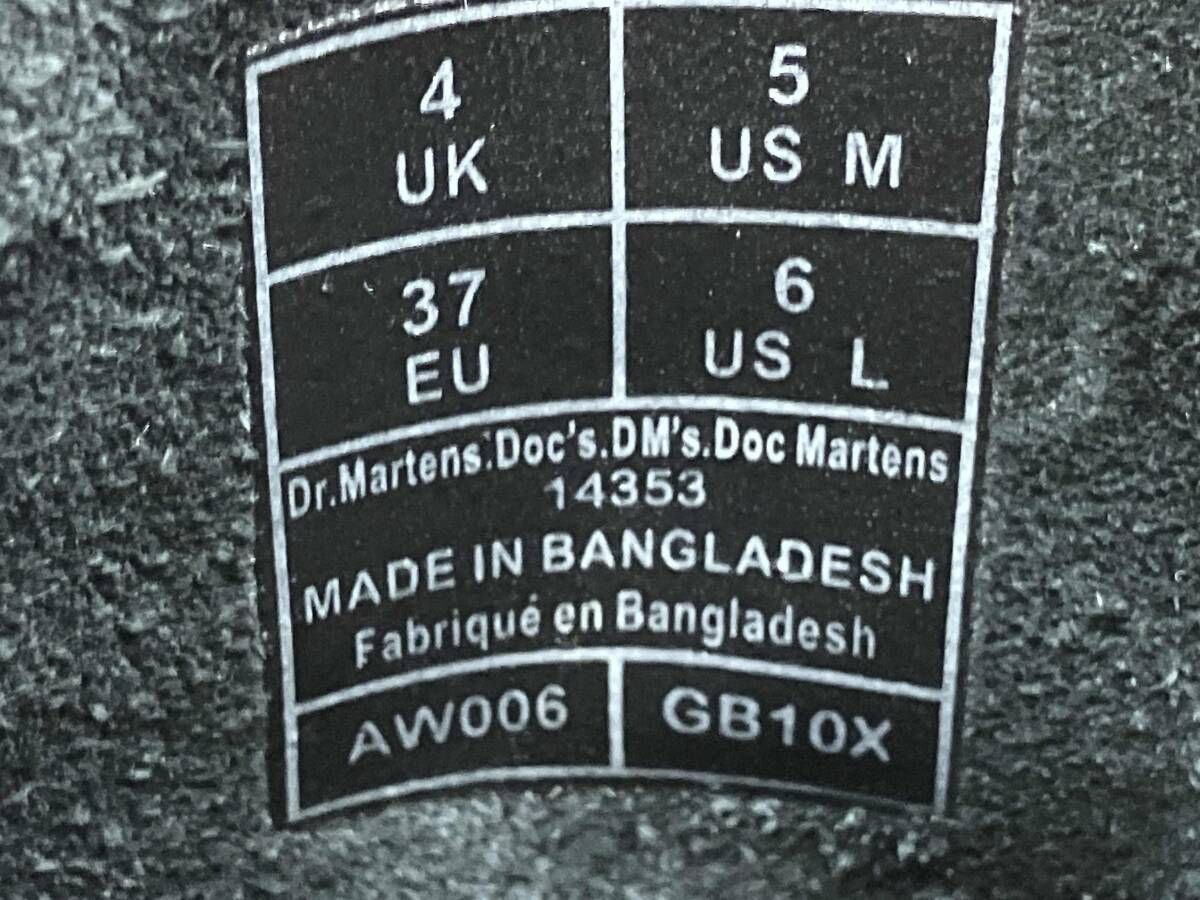 4
UK
5
US M
37
EU
6
US L
Dr.Martens.Doc's.DM's.Doc Martens
14353
MADE IN BANGLADESH
Fabriqué en Bangladesh
AW006
GB10X